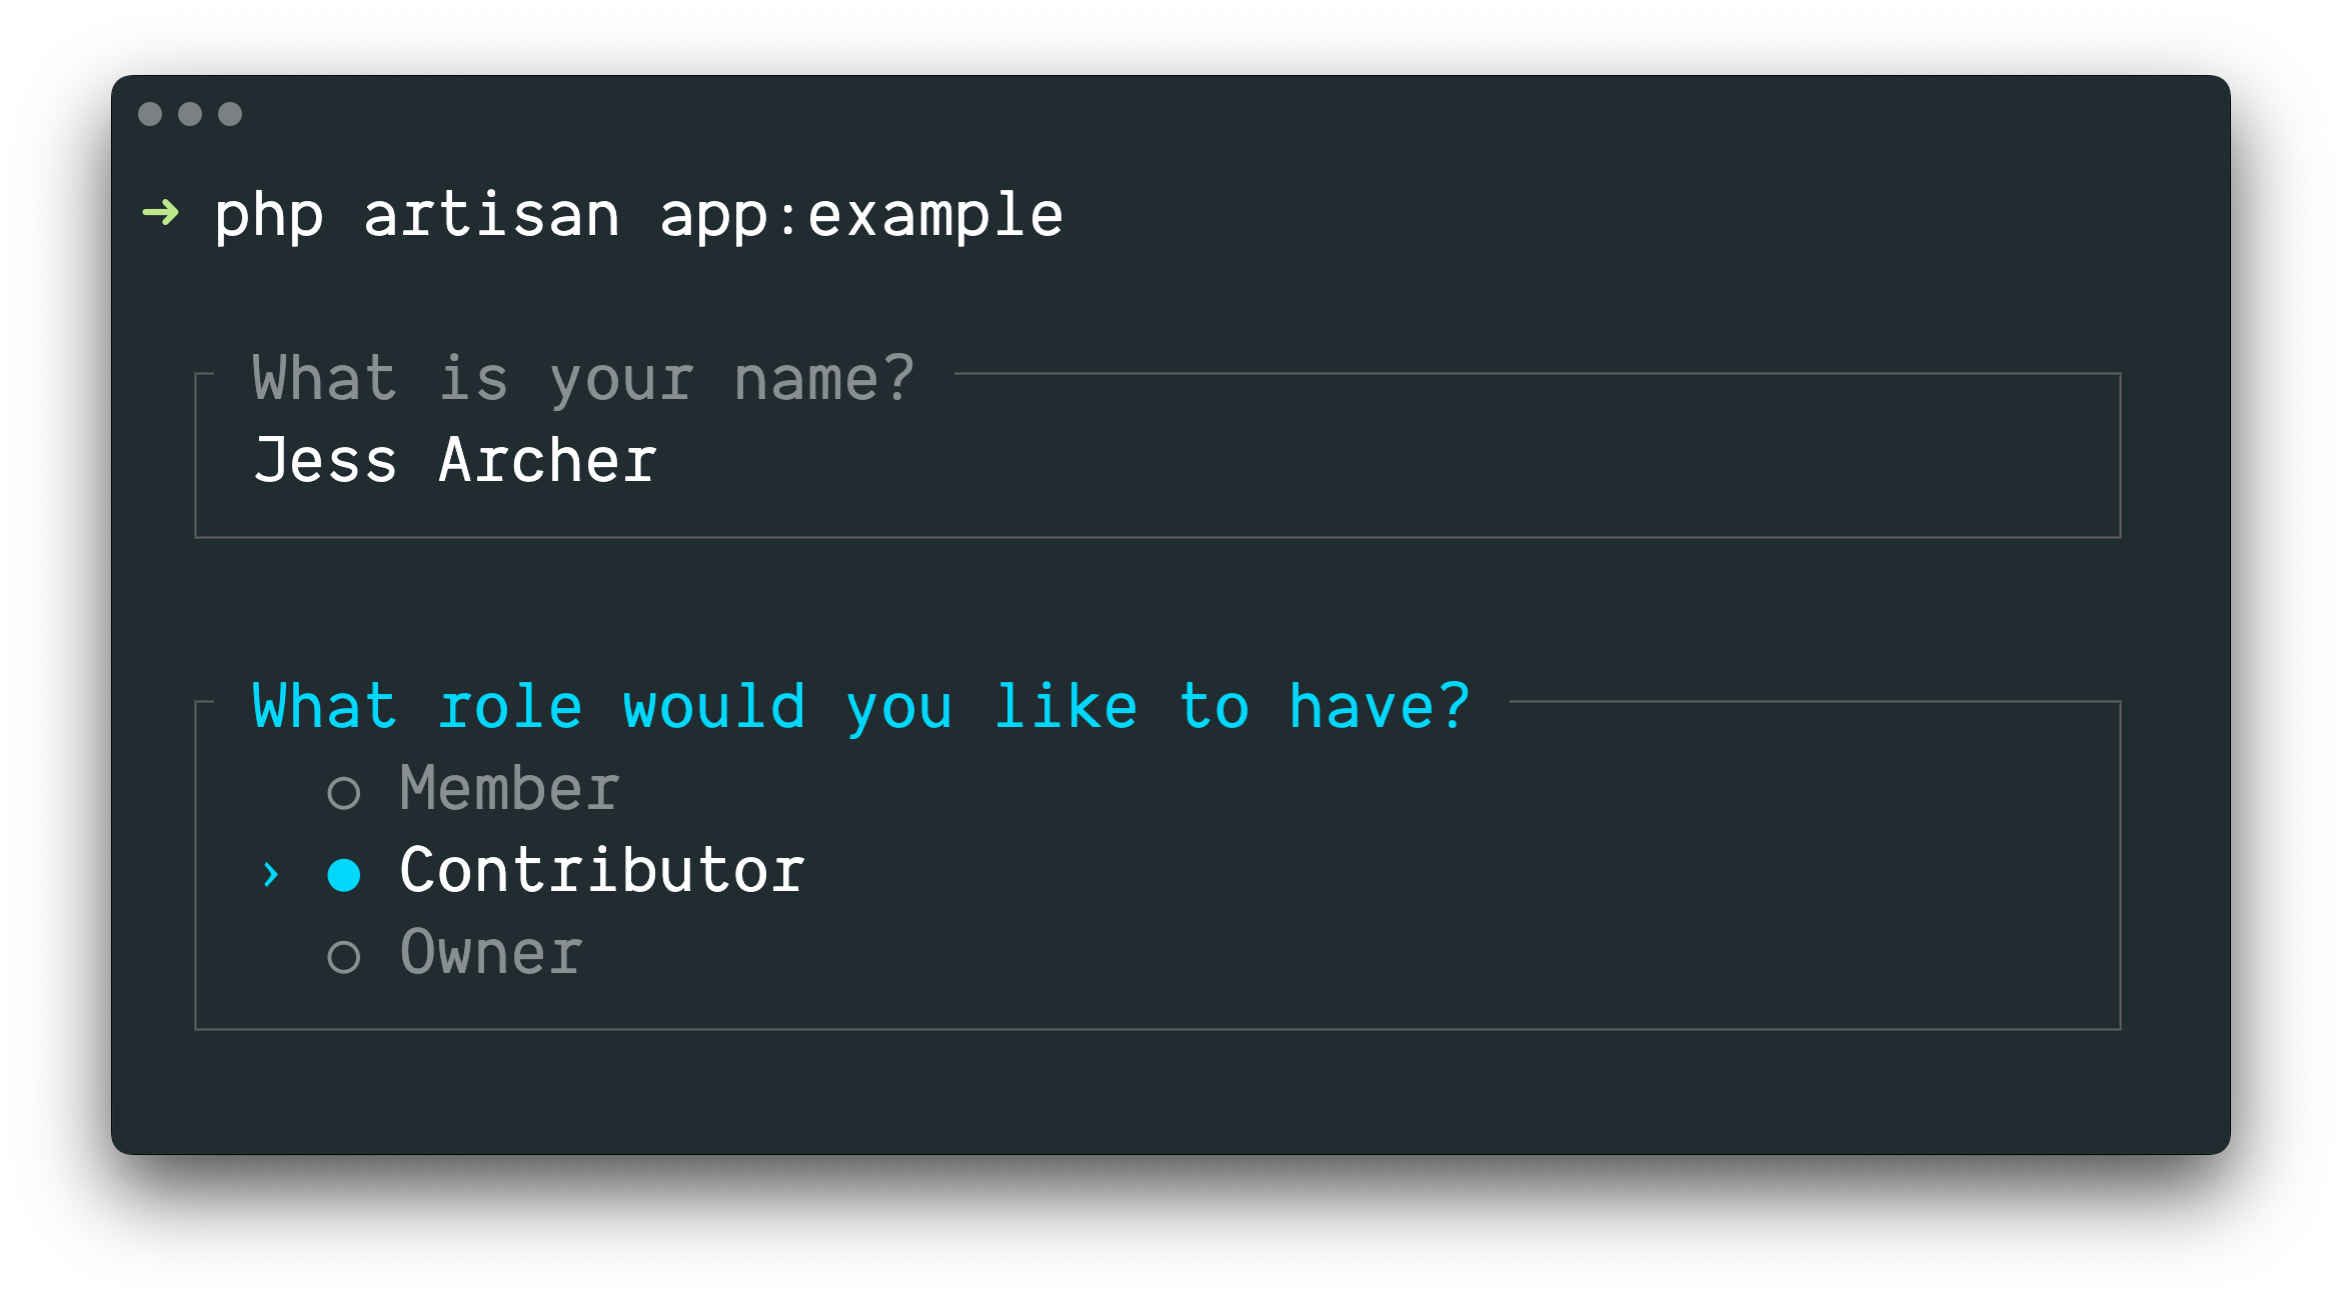 ➜ php artisan app:example
What is your name?
Jess Archer
What role would you like to have?
○ Member
› ● Contributor
○ Owner